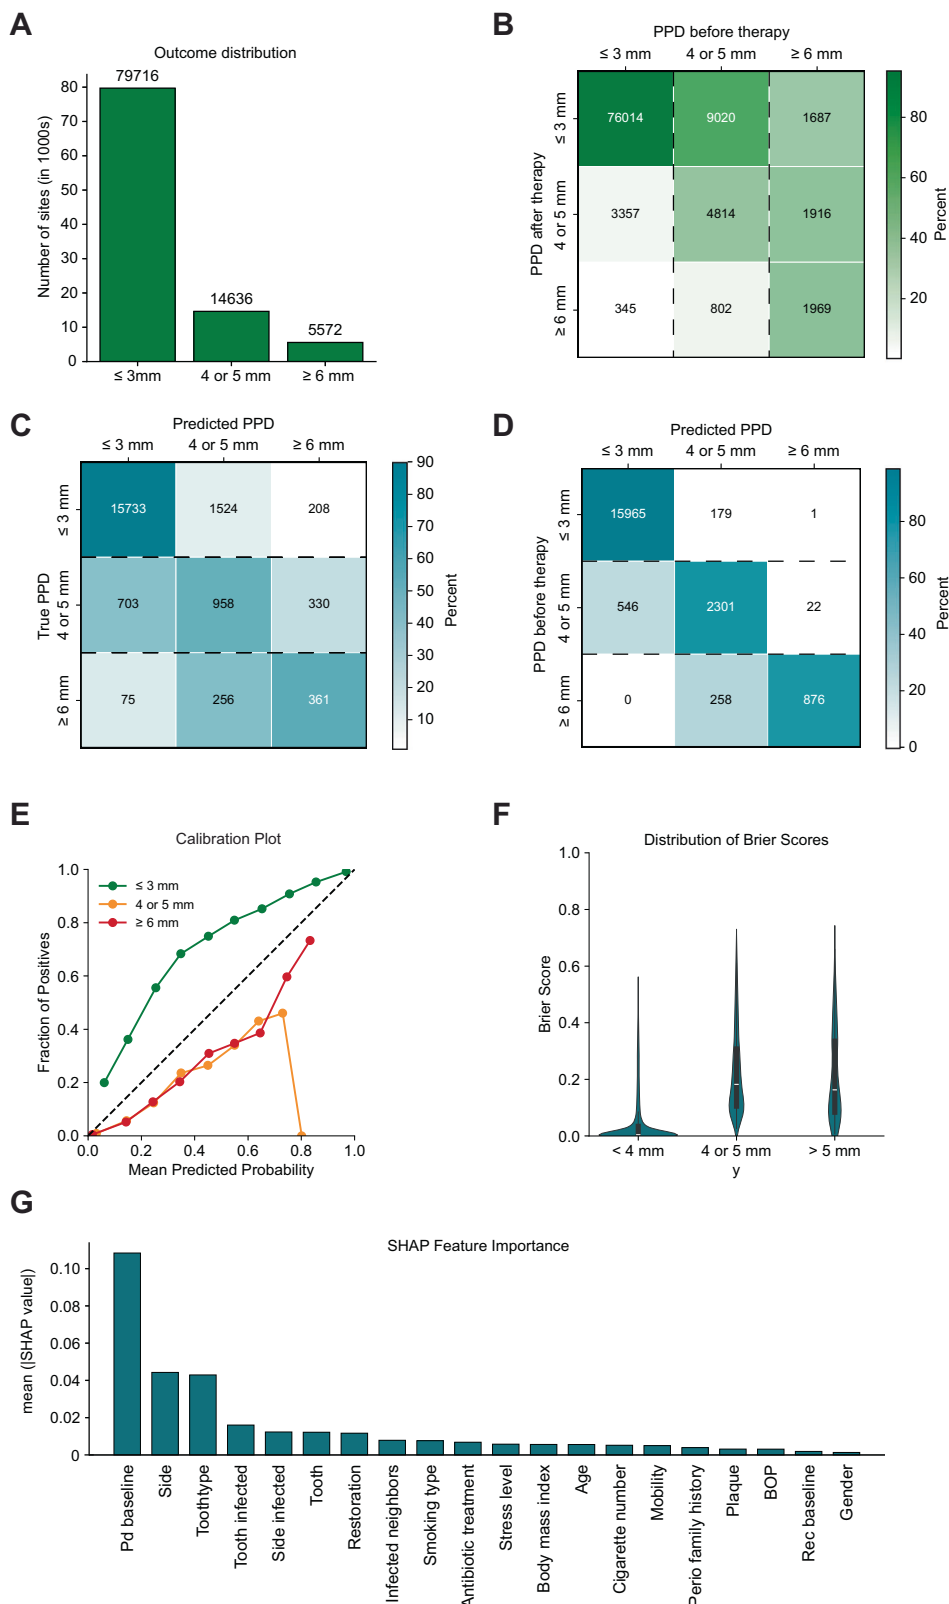 A
Outcome distribution
79716
14636
5572
Number of sites (in 1000s)
80
70
60
50
40
30
20
10
0
≤ 3mm
4 or 5 mm
≥ 6 mm
B
PPD before therapy
≤ 3 mm
4 or 5 mm
≥ 6 mm
PPD after therapy
≤ 3 mm
4 or 5 mm
≥ 6 mm
76014
9020
1687
3357
4814
1916
345
802
1969
80
60
40
20
Percent
C
Predicted PPD
≤ 3 mm
4 or 5 mm
≥ 6 mm
True PPD
≤ 3 mm
4 or 5 mm
≥ 6 mm
15733
1524
208
703
958
330
75
256
361
90
80
70
60
50
40
30
20
10
Percent
D
Predicted PPD
≤ 3 mm
4 or 5 mm
≥ 6 mm
PPD before therapy
≤ 3 mm
4 or 5 mm
≥ 6 mm
15965
179
1
546
2301
22
0
258
876
80
60
40
20
0
Percent
E
Calibration Plot
≤ 3 mm
4 or 5 mm
≥ 6 mm
Fraction of Positives
1.0
0.8
0.6
0.4
0.2
0.0
0.0
0.2
0.4
0.6
0.8
1.0
Mean Predicted Probability
F
Distribution of Brier Scores
Brier Score
1.0
0.8
0.6
0.4
0.2
0.0
< 4 mm
4 or 5 mm
> 5 mm
y
G
SHAP Feature Importance
mean (|SHAP value|)
0.10
0.08
0.06
0.04
0.02
0
Pd baseline
Side
Toothtype
Tooth infected
Side infected
Tooth
Restoration
Infected neighbors
Smoking type
Antibiotic treatment
Stress level
Body mass index
Age
Cigarette number
Mobility
Perio family history
Plaque
BOP
Rec baseline
Gender